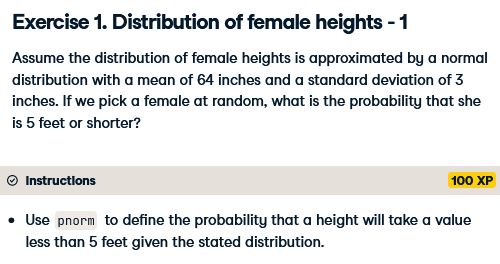 Exercise 1. Distribution of female heights - 1
Assume the distribution of female heights is approximated by a normal
distribution with a mean of 64 inches and a standard deviation of 3
inches. If we pick a female at random, what is the probability that she
is 5 feet or shorter?
Instructions
100 XP
Use pnorm to define the probability that a height will take a value
less than 5 feet given the stated distribution.